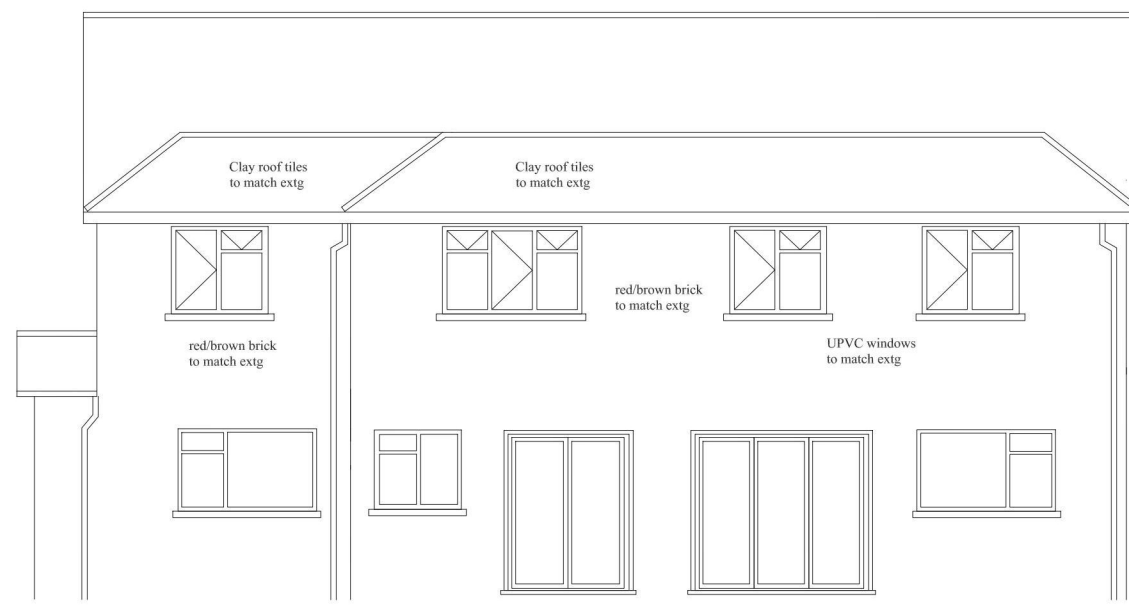 Clay roof tiles
to match extg
Clay roof tiles
to match extg
red/brown brick
to match extg
red/brown brick
to match extg
UPVC windows
to match extg